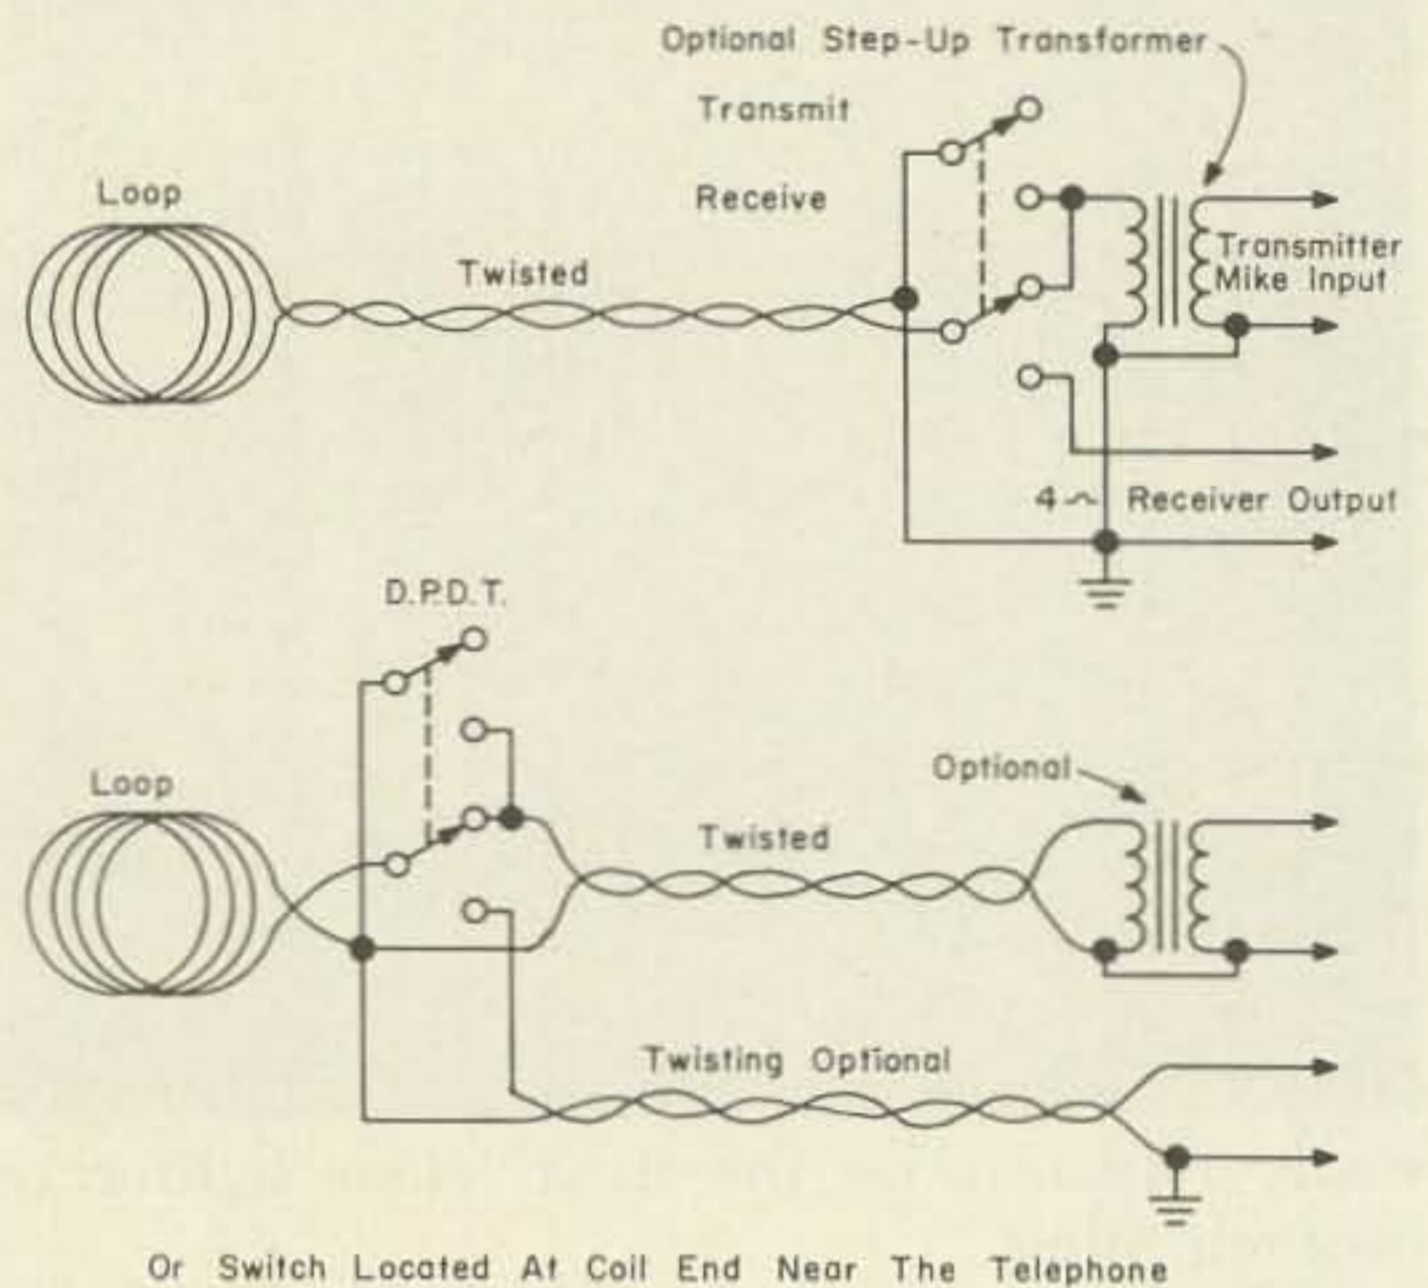 Optional Step-Up Transformer
Transmit
Receive
Loop
Twisted
Transmitter
Mike Input
4~ Receiver Output
D.P.D.T.
Loop
Optional
Twisted
Twisting Optional
Or Switch Located At Coil End Near The Telephone